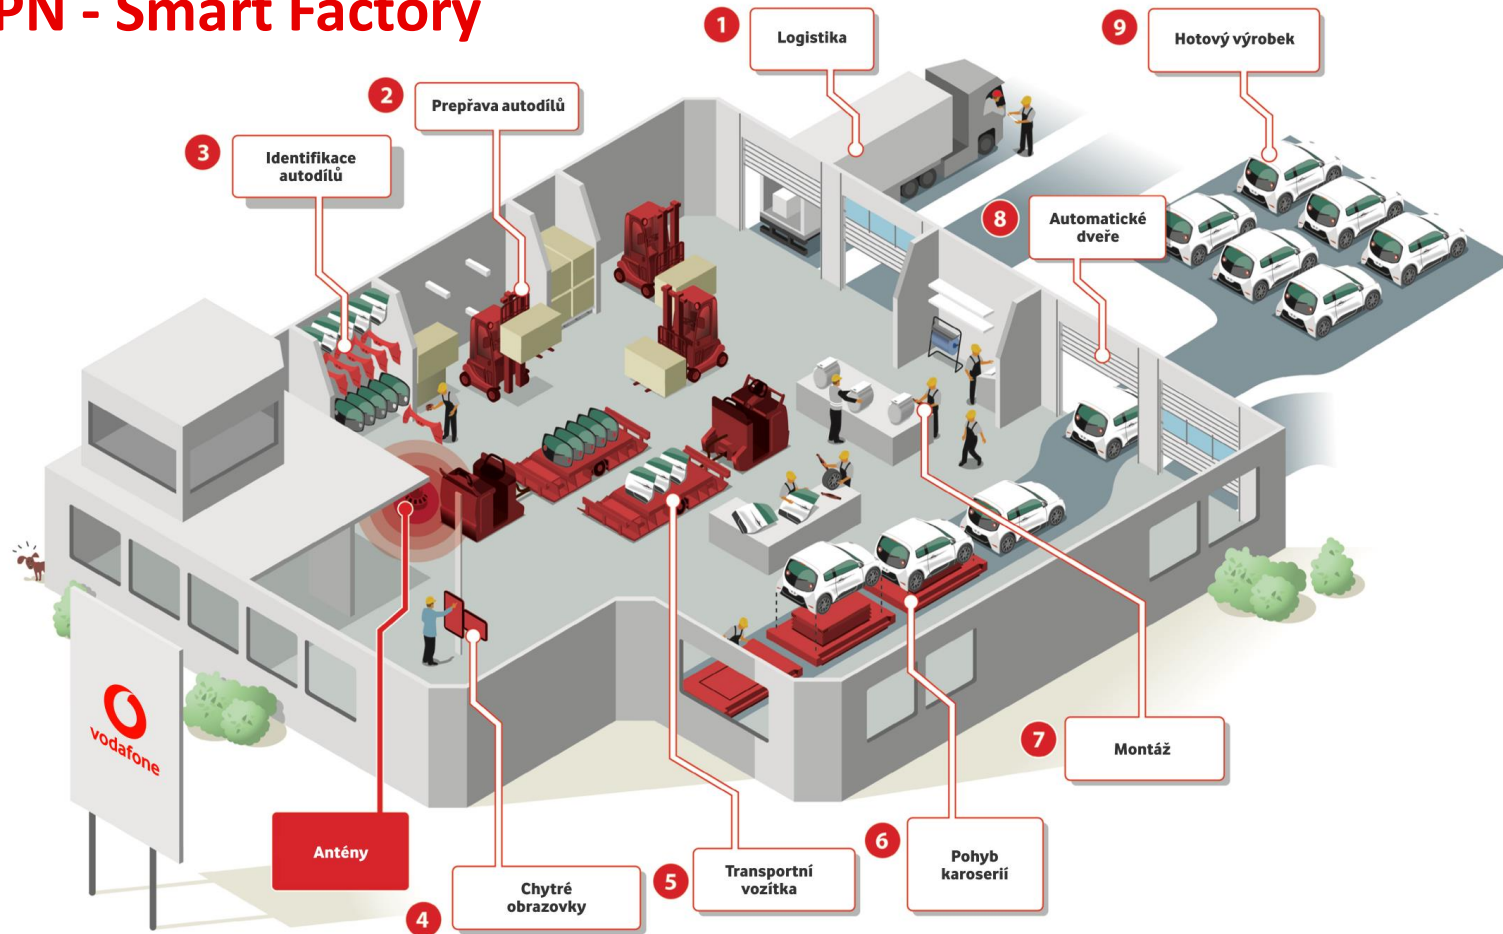 PN - Smart Factory
1
Logistika
9
Hotový výrobek
2
Prepřava autodílů
3
Identifikace
autodílů
8
Automatické
dveře
vodafone
7
Montáž
Antény
6
Pohyb
karoserií
5
Transportní
vozítka
4
Chytré
obrazovky